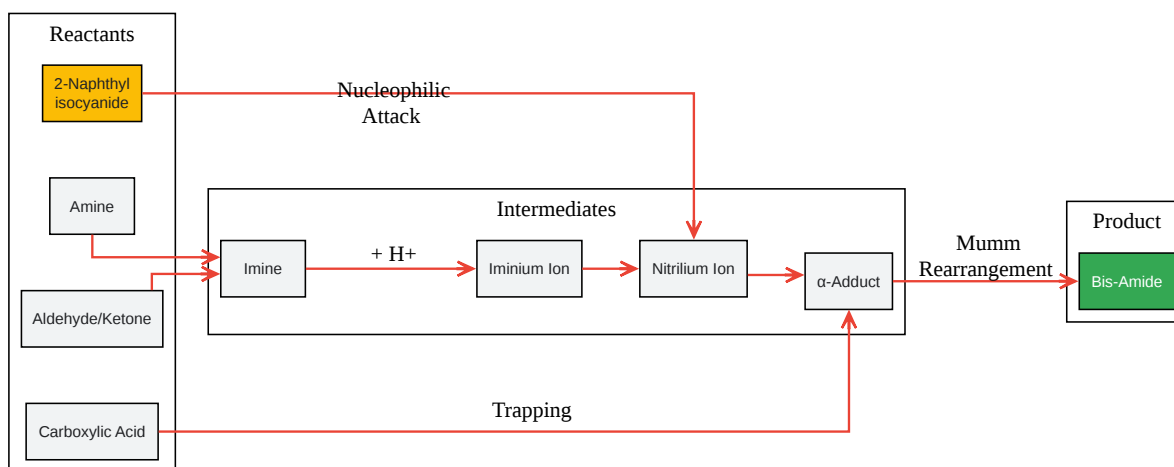 Reactants
2-Naphthyl
isocyanide
Nucleophilic
Attack
Amine
Intermediates
Product
Imine
+ H+
Iminium Ion
Nitrilium Ion
α-Adduct
Mumm
Rearrangement
Bis-Amide
Aldehyde/Ketone
Trapping
Carboxylic Acid